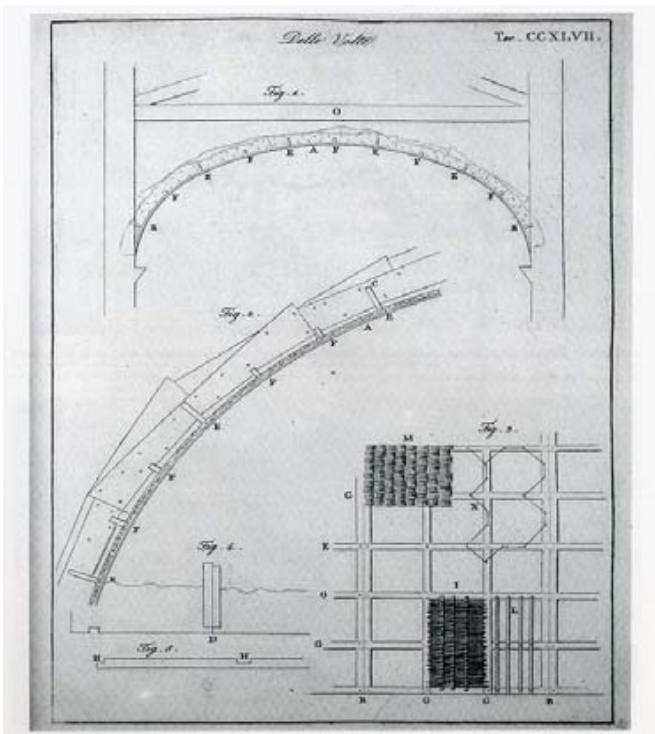 Delle Volte
Tav. CCXLVII.
Fig. 1.
O
E F E A F E F E F
B B
Fig. 2.
C
F A E
F
E
F
F
Fig. 3.
M
G
N
E
I
O
L
G
B G G B
Fig. 4.
D
Fig. 5.
H H